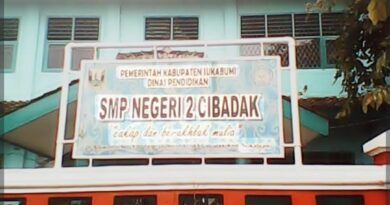 PEMERINTAH KABUPATEN SUKABUMI
DINAS PENDIDIKAN
SMP NEGERI 2 CIBADAK
"cakap dan berakhlak mulia"